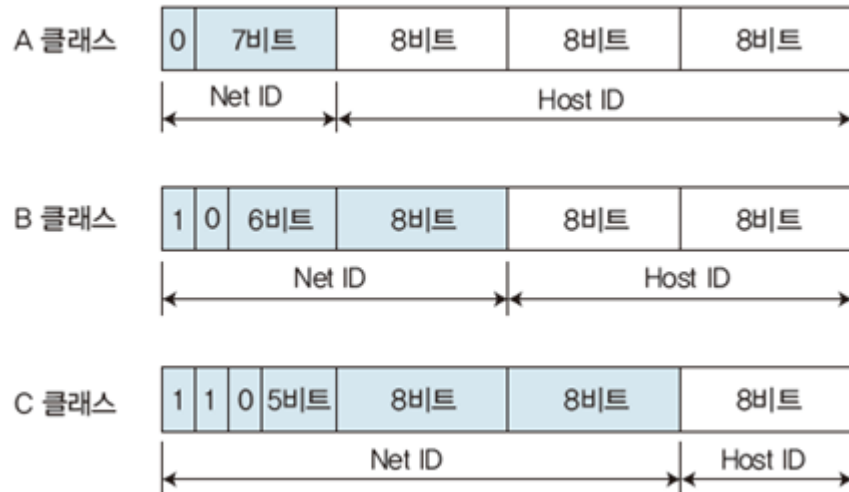 A 클래스 0 7비트 8비트 8비트 8비트
Net ID Host ID
B 클래스 1 0 6비트 8비트 8비트 8비트
Net ID Host ID
C 클래스 1 1 0 5비트 8비트 8비트 8비트
Net ID Host ID